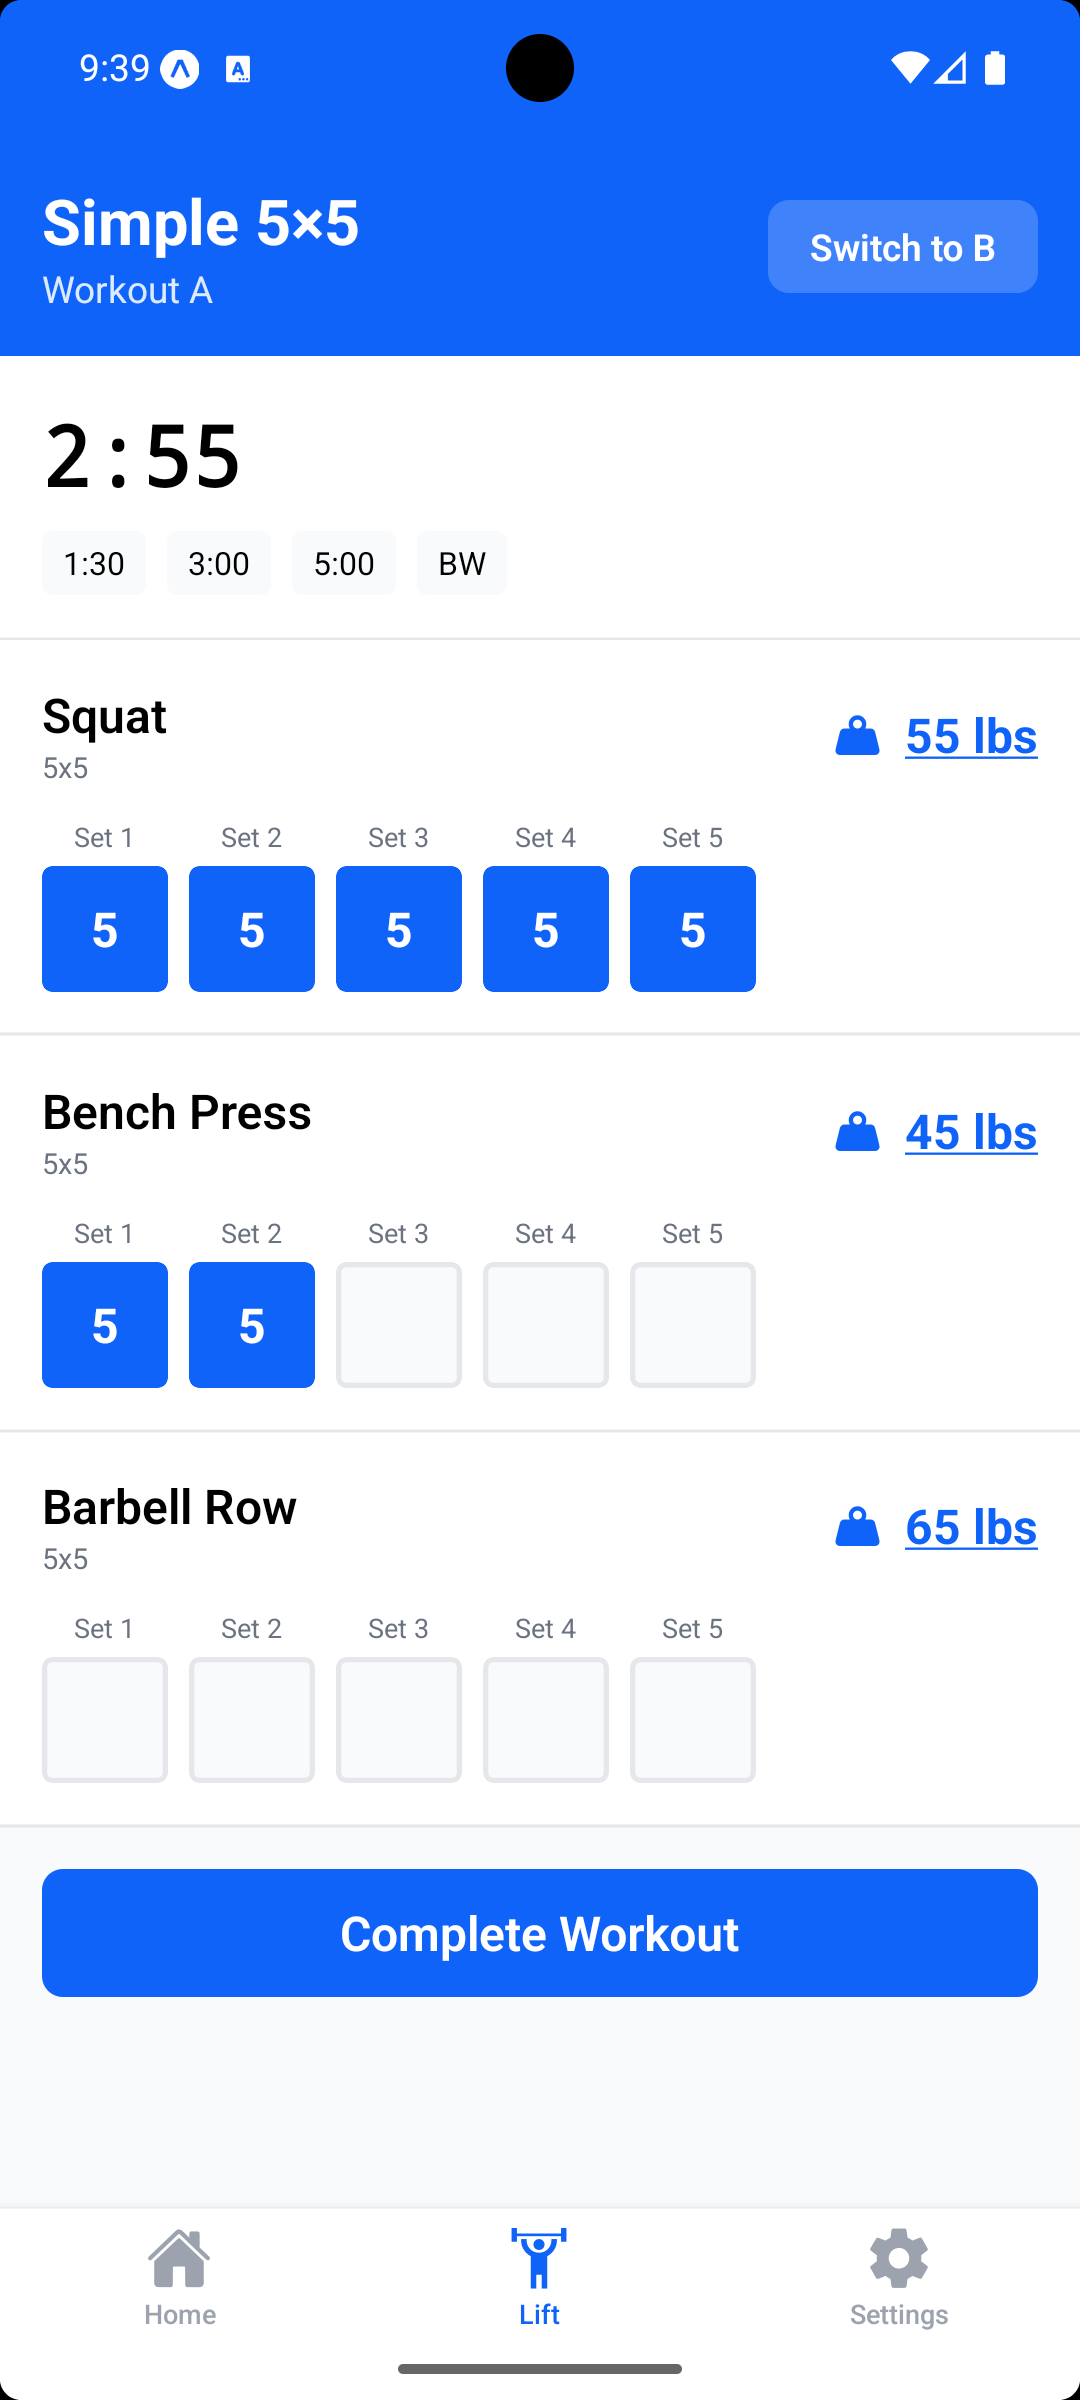 9:39
Simple 5×5
Workout A
Switch to B
2:55
1:30 3:00 5:00 BW
Squat
5x5
55 lbs
Set 1 Set 2 Set 3 Set 4 Set 5
5 5 5 5 5
Bench Press
5x5
45 lbs
Set 1 Set 2 Set 3 Set 4 Set 5
5 5
Barbell Row
5x5
65 lbs
Set 1 Set 2 Set 3 Set 4 Set 5
Complete Workout
Home Lift Settings